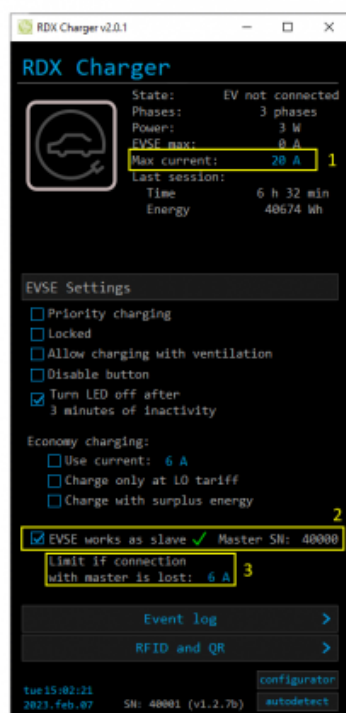 RDX Charger v2.0.1
RDX Charger
State: EV not connected
Phases: 3 phases
Power: 3 W
EVSE max: 0 A
Max current: 20 A 1
Last session:
Time 6 h 32 min
Energy 40674 Wh
EVSE Settings
Priority charging
Locked
Allow charging with ventilation
Disable button
Turn LED off after
3 minutes of inactivity
Economy charging:
Use current: 6 A
Charge only at LO tariff
Charge with surplus energy
2
EVSE works as slave ✓ Master SN: 40000
Limit if connection
with master is lost: 6 A 3
Event log >
RFID and QR >
configurator
tue15:02:21
2023.feb.07 SN: 40001 (v1.2.7b) autodetect